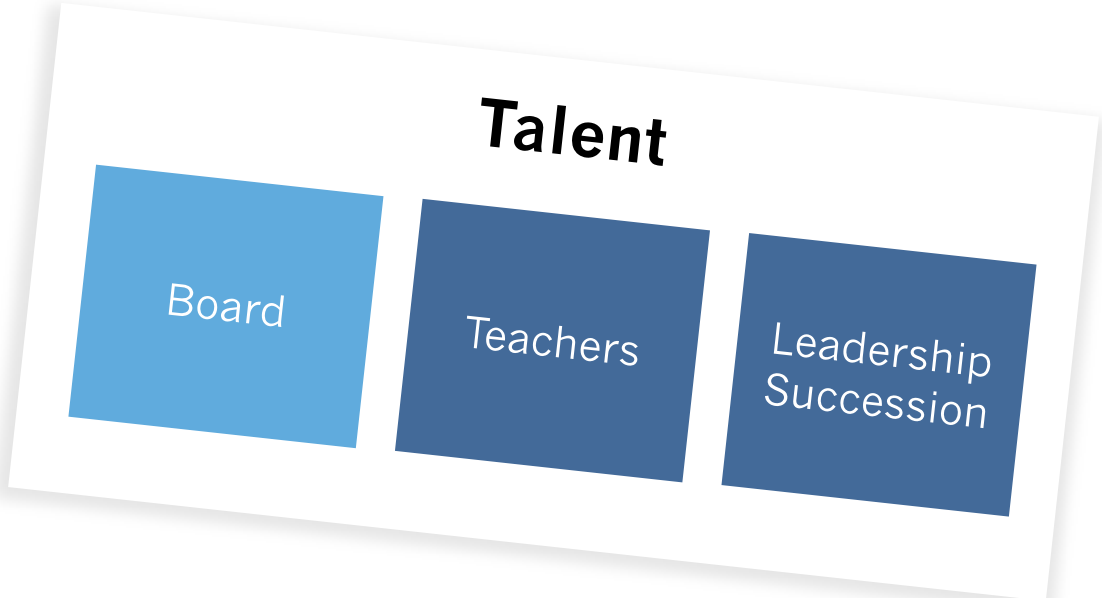 Talent
Board
Teachers
Leadership
Succession